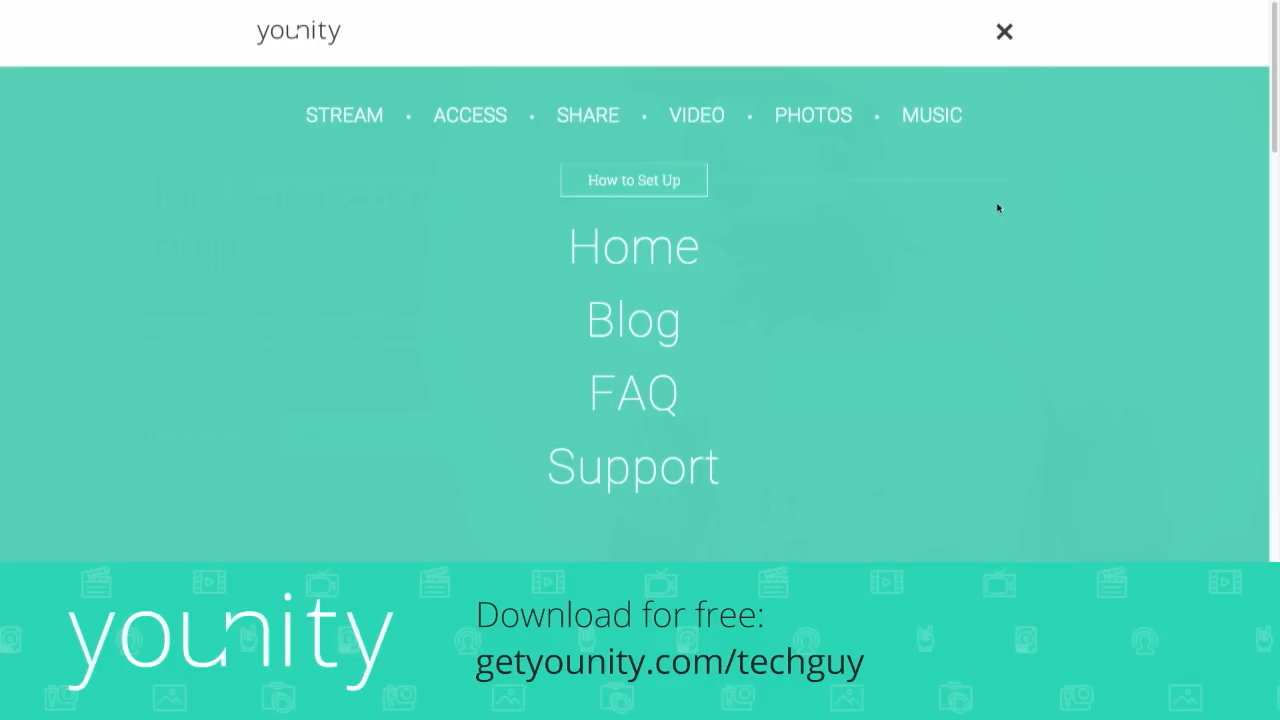 younity
STREAM • ACCESS • SHARE • VIDEO • PHOTOS • MUSIC
How to Set Up
Home
Blog
FAQ
Support
younity
Download for free:
getyounity.com/techguy